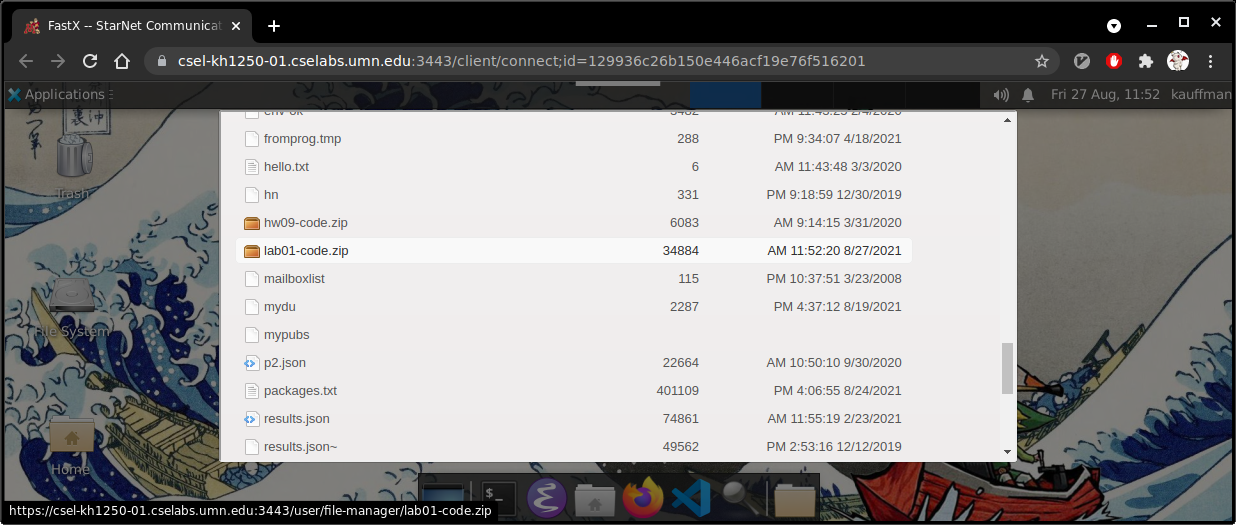 FastX -- StarNet Communicat
csel-kh1250-01.cselabs.umn.edu:3443/client/connect;id=129936c26b150e446acf19e76f516201
Applications
Fri 27 Aug, 11:52 kauffman
fromprog.tmp 288 PM 9:34:07 4/18/2021
hello.txt 6 AM 11:43:48 3/3/2020
Trash
hn 331 PM 9:18:59 12/30/2019
hw09-code.zip 6083 AM 9:14:15 3/31/2020
lab01-code.zip 34884 AM 11:52:20 8/27/2021
mailboxlist 115 PM 10:37:51 3/23/2008
mydu 2287 PM 4:37:12 8/19/2021
File System
mypubs
p2.json 22664 AM 10:50:10 9/30/2020
packages.txt 401109 PM 4:06:55 8/24/2021
results.json 74861 AM 11:55:19 2/23/2021
results.json~ 49562 PM 2:53:16 12/12/2019
Home
$_
https://csel-kh1250-01.cselabs.umn.edu:3443/user/file-manager/lab01-code.zip